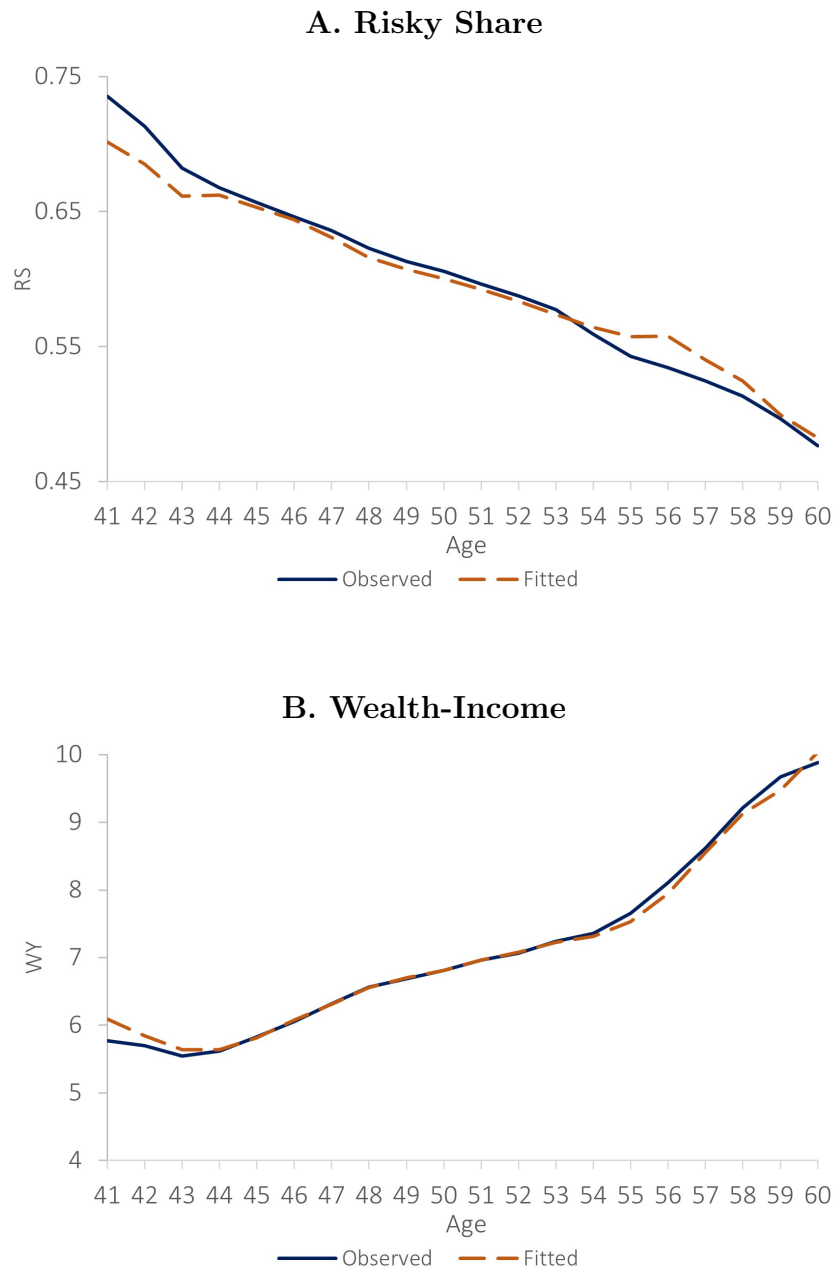 A. Risky Share
0.75
0.65
0.55
0.45
RS
41 42 43 44 45 46 47 48 49 50 51 52 53 54 55 56 57 58 59 60
Age
Observed Fitted
B. Wealth-Income
10
9
8
7
6
5
4
WY
41 42 43 44 45 46 47 48 49 50 51 52 53 54 55 56 57 58 59 60
Age
Observed Fitted